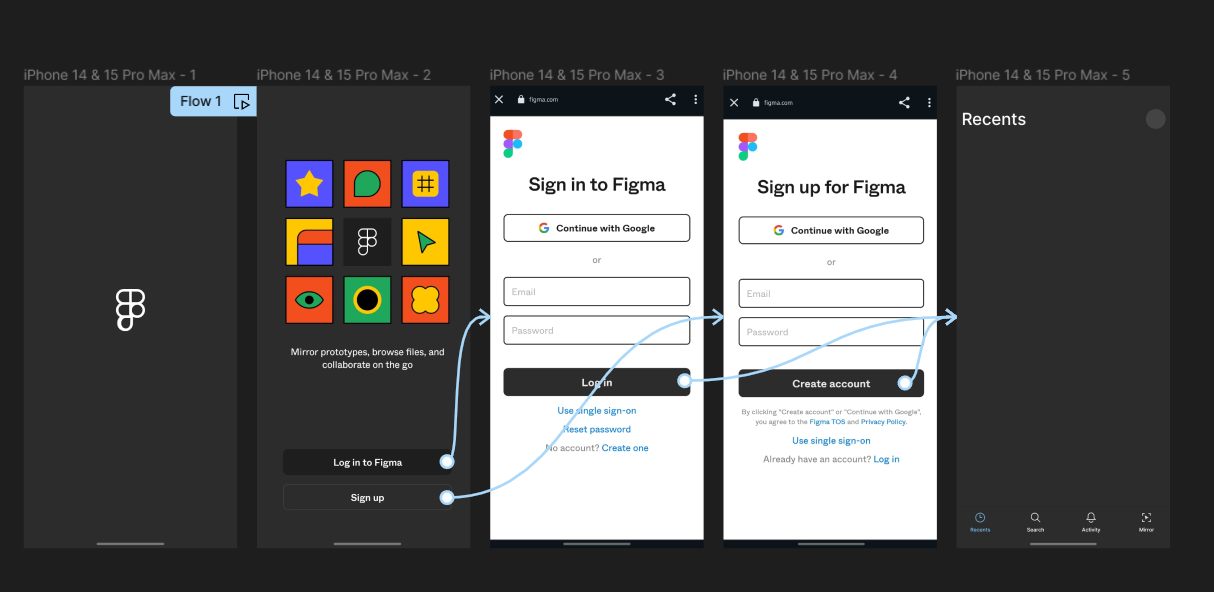 iPhone 14 & 15 Pro Max - 1
Flow 1
iPhone 14 & 15 Pro Max - 2
Mirror prototypes, browse files, and
collaborate on the go
Log in to Figma
Sign up
iPhone 14 & 15 Pro Max - 3
figma.com
Sign in to Figma
Continue with Google
or
Email
Password
Log in
Use single sign-on
Reset password
No account? Create one
iPhone 14 & 15 Pro Max - 4
figma.com
Sign up for Figma
Continue with Google
or
Email
Password
Create account
By clicking "Create account" or "Continue with Google",
you agree to the Figma TOS and Privacy Policy.
Use single sign-on
Already have an account? Log in
iPhone 14 & 15 Pro Max - 5
Recents
Recents
Search
Activity
Mirror